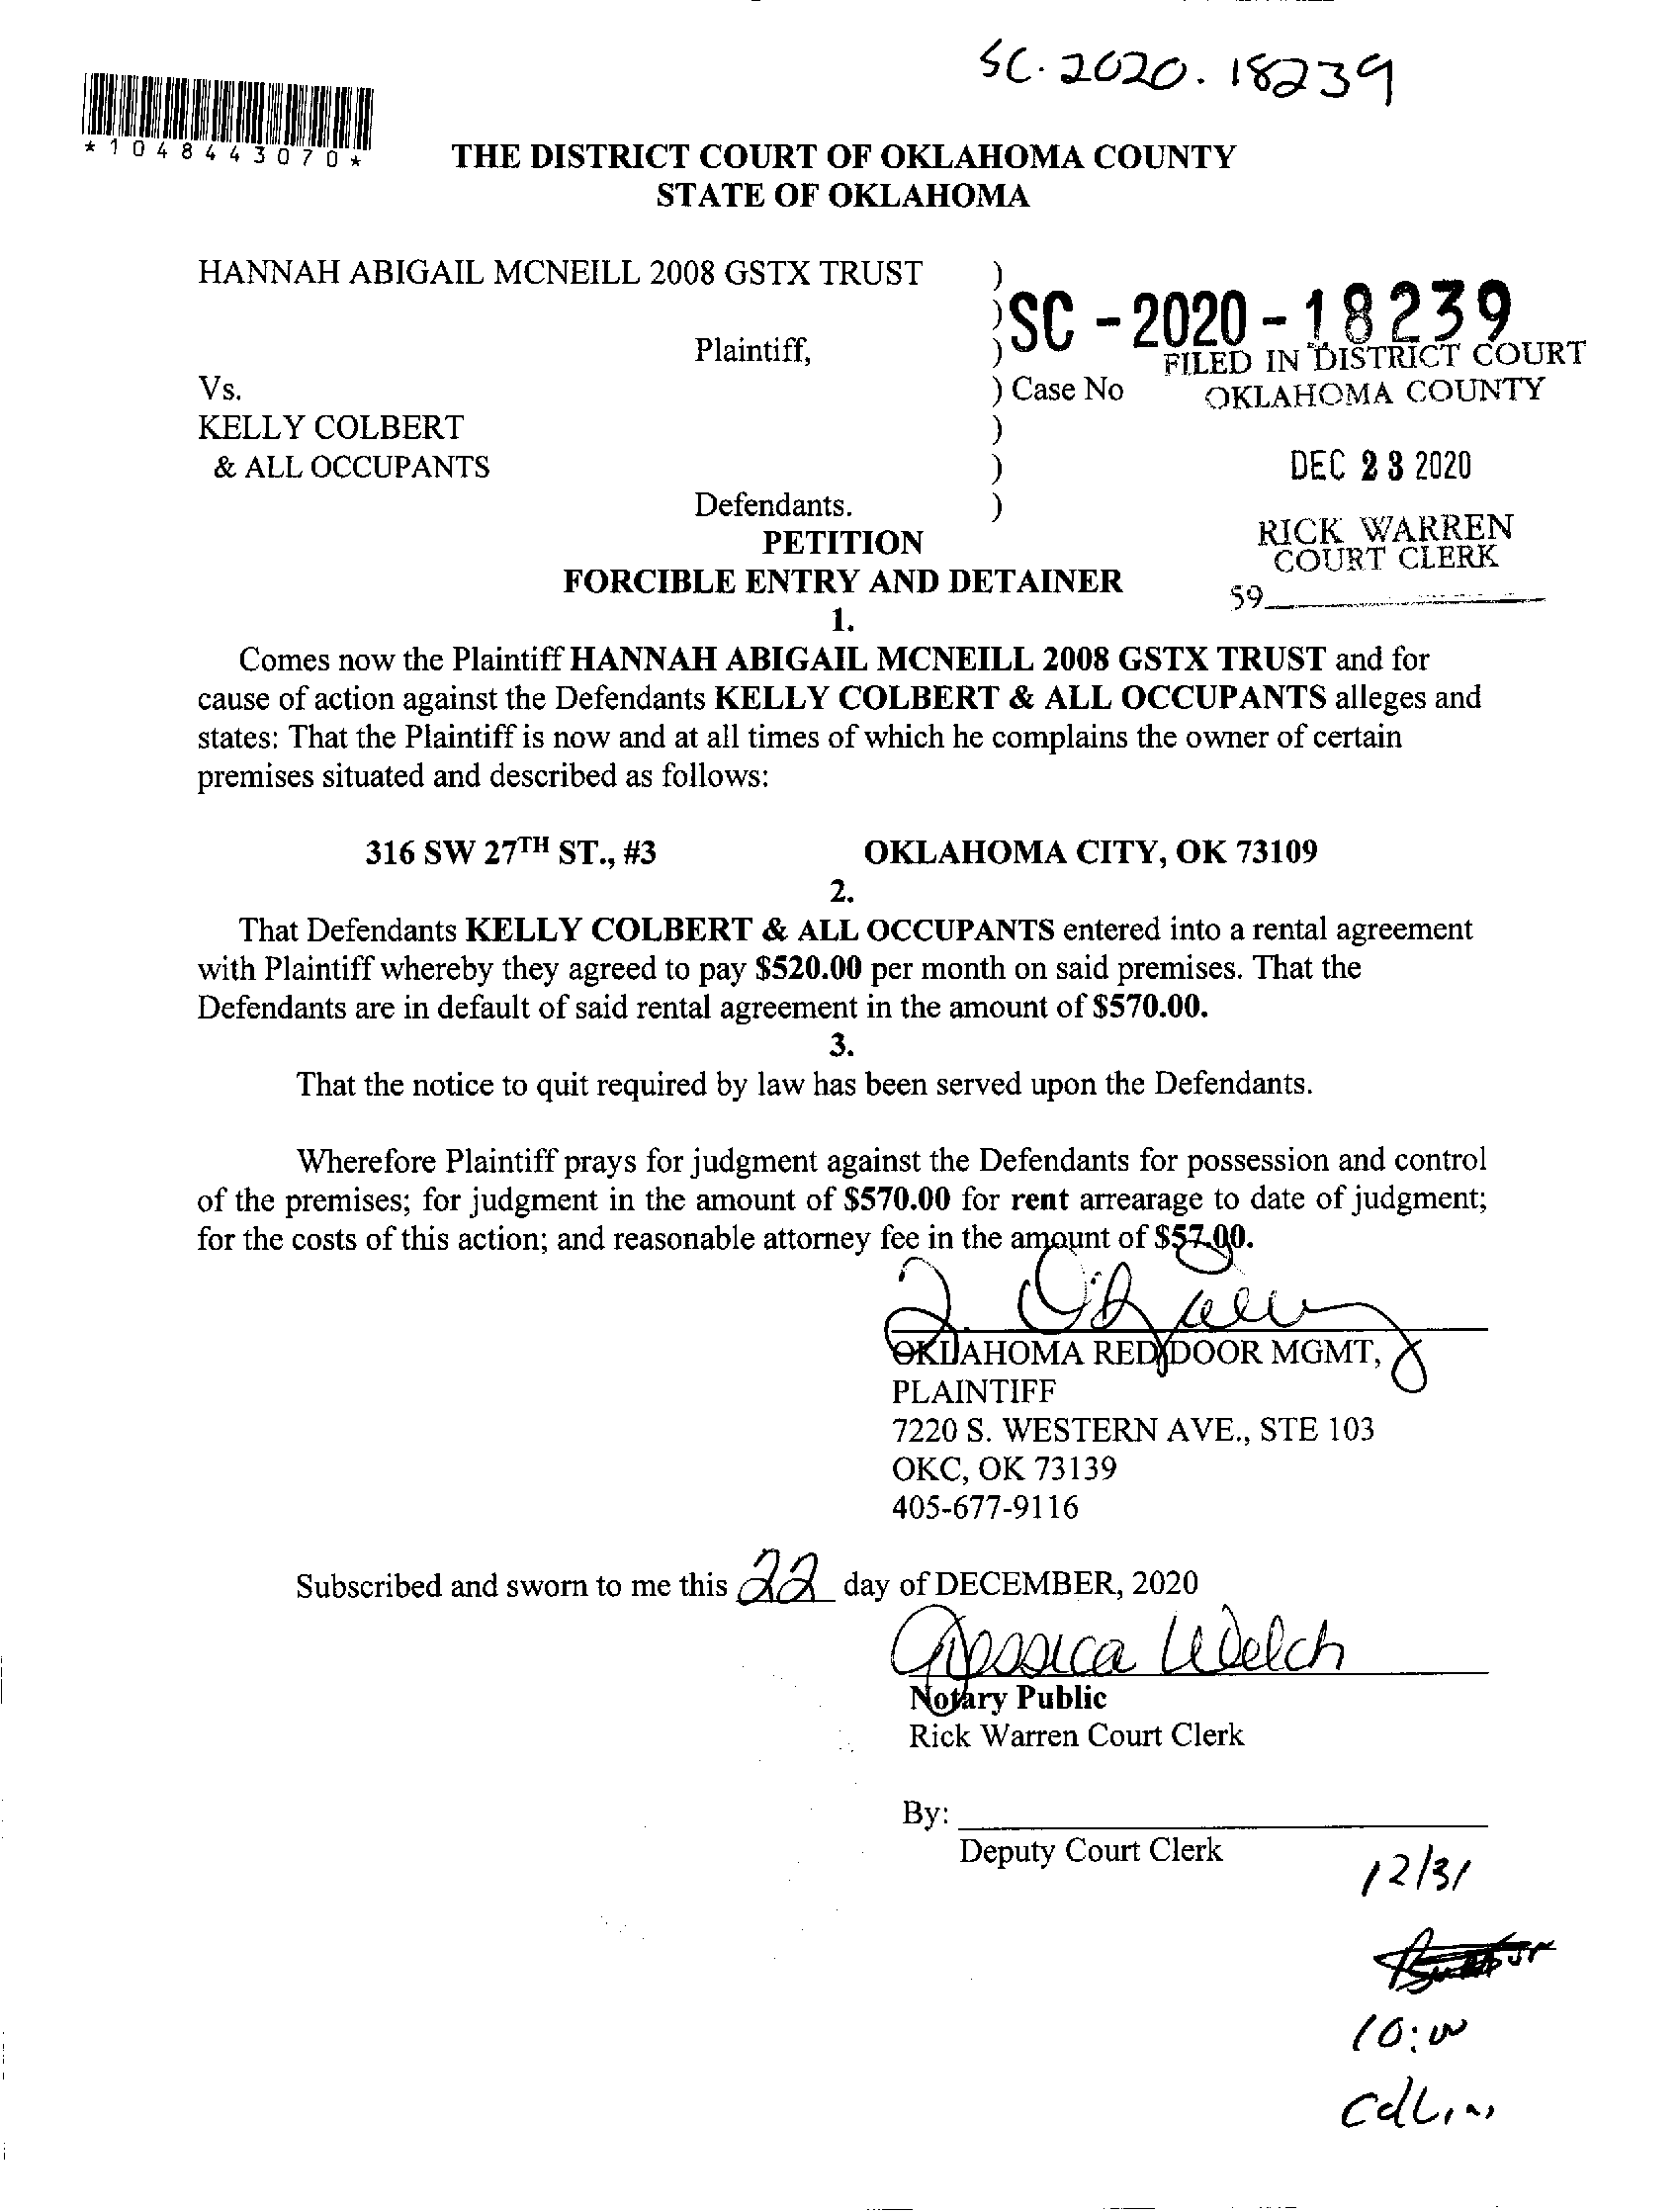 SC.2020.18239
*1048443070*
THE DISTRICT COURT OF OKLAHOMA COUNTY
STATE OF OKLAHOMA
HANNAH ABIGAIL MCNEILL 2008 GSTX TRUST )
) SC-2020-18239
Plaintiff, ) FILED IN DISTRICT COURT
Vs. ) Case No OKLAHOMA COUNTY
KELLY COLBERT )
& ALL OCCUPANTS ) DEC 23 2020
Defendants. )
PETITION RICK WARREN
COURT CLERK
FORCIBLE ENTRY AND DETAINER
59
1.
Comes now the Plaintiff HANNAH ABIGAIL MCNEILL 2008 GSTX TRUST and for
cause of action against the Defendants KELLY COLBERT & ALL OCCUPANTS alleges and
states: That the Plaintiff is now and at all times of which he complains the owner of certain
premises situated and described as follows:
316 SW 27TH ST., #3 OKLAHOMA CITY, OK 73109
2.
That Defendants KELLY COLBERT & ALL OCCUPANTS entered into a rental agreement
with Plaintiff whereby they agreed to pay $520.00 per month on said premises. That the
Defendants are in default of said rental agreement in the amount of $570.00.
3.
That the notice to quit required by law has been served upon the Defendants.
Wherefore Plaintiff prays for judgment against the Defendants for possession and control
of the premises; for judgment in the amount of $570.00 for rent arrearage to date of judgment;
for the costs of this action; and reasonable attorney fee in the amount of $57.00.
OKLAHOMA RED DOOR MGMT,
PLAINTIFF
7220 S. WESTERN AVE., STE 103
OKC, OK 73139
405-677-9116
Subscribed and sworn to me this 22 day of DECEMBER, 2020
Jessica Welch
Notary Public
Rick Warren Court Clerk
By:
Deputy Court Clerk
12/31
10:00
Collins